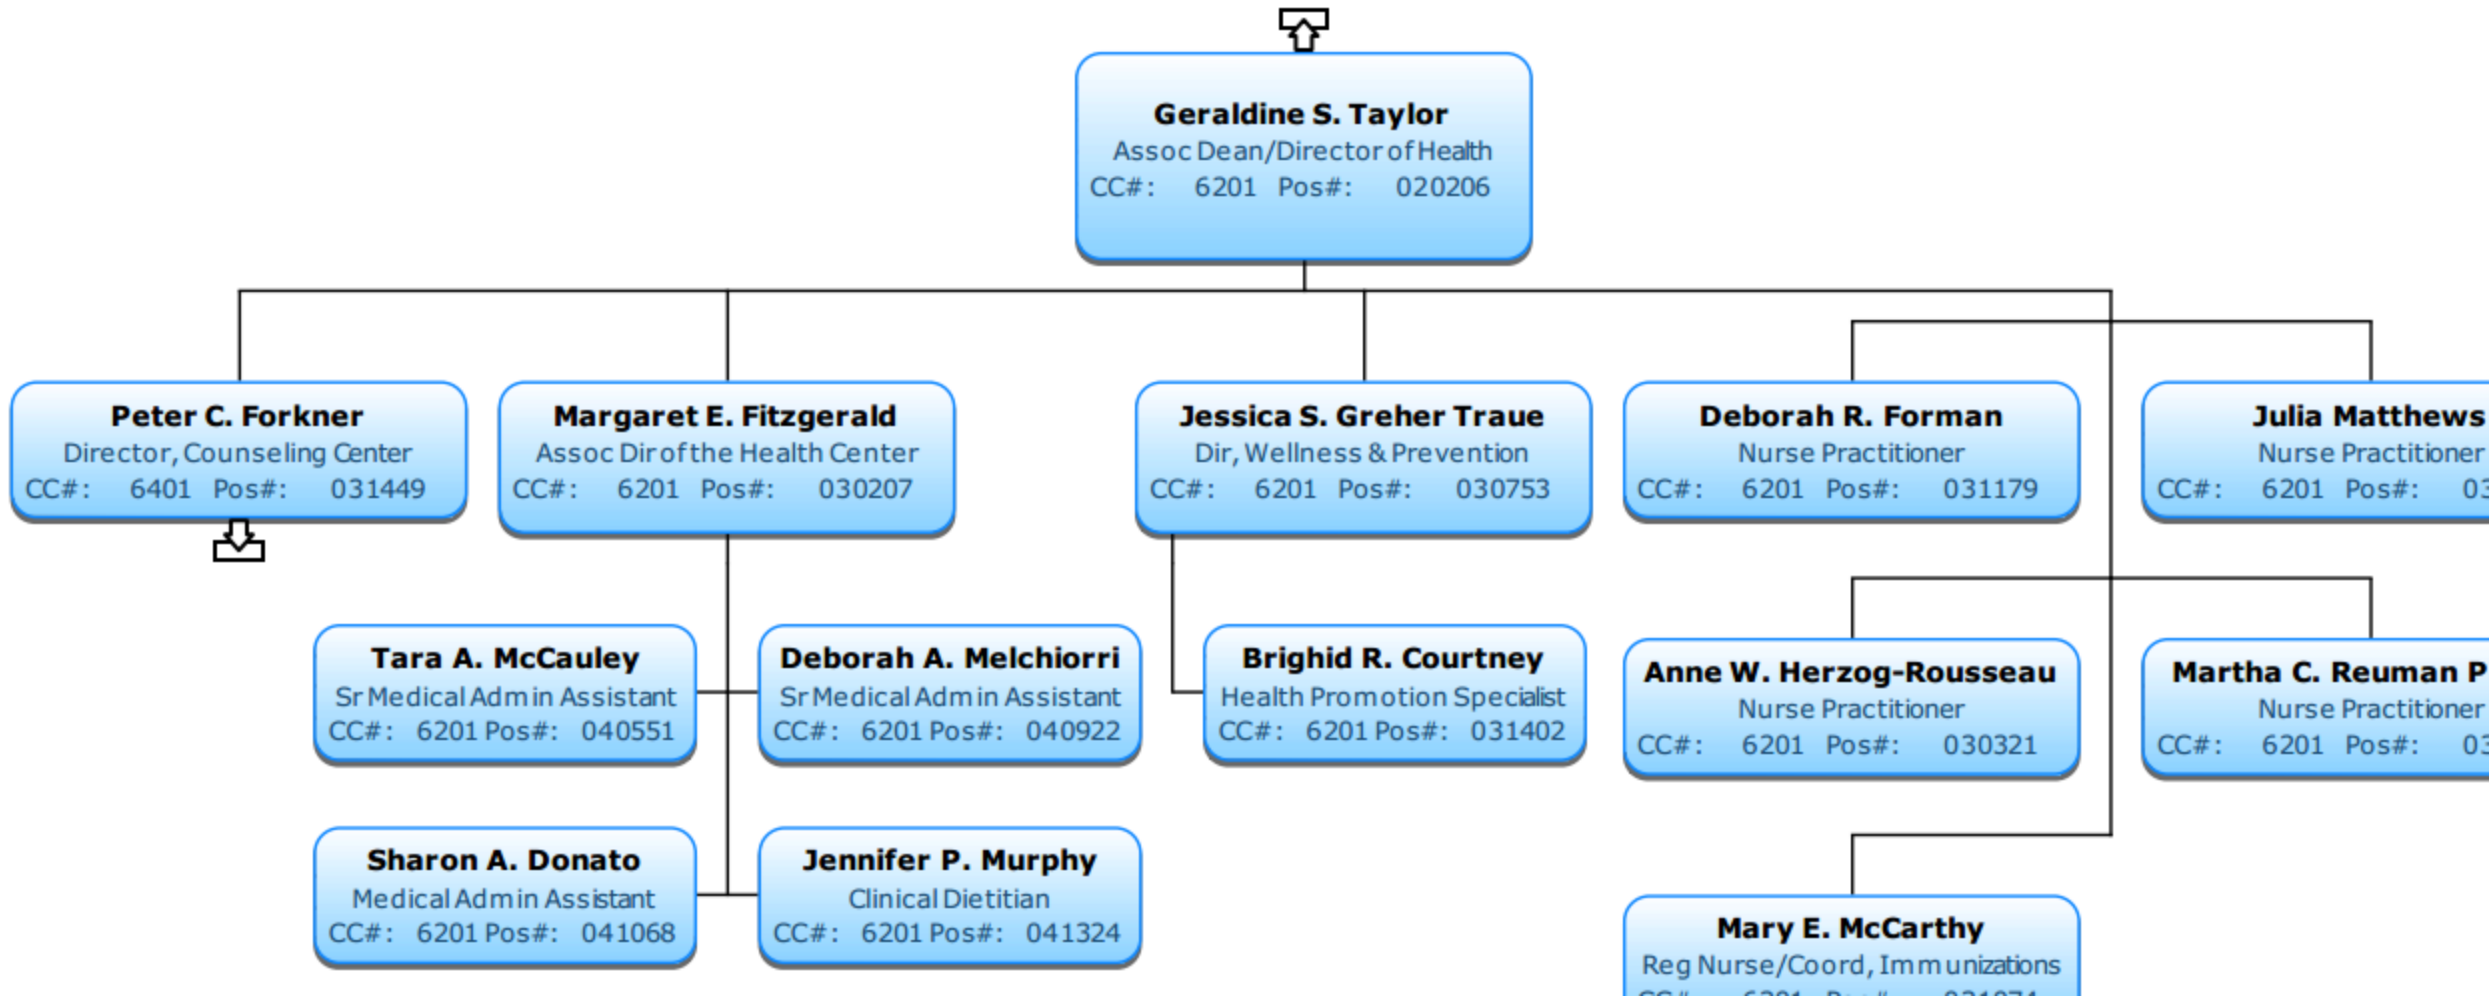 Geraldine S. Taylor
Assoc Dean/Director of Health
CC#: 6201 Pos#: 020206
Peter C. Forkner
Director, Counseling Center
CC#: 6401 Pos#: 031449
Margaret E. Fitzgerald
Assoc Dir of the Health Center
CC#: 6201 Pos#: 030207
Jessica S. Greher Traue
Dir, Wellness & Prevention
CC#: 6201 Pos#: 030753
Deborah R. Forman
Nurse Practitioner
CC#: 6201 Pos#: 031179
Julia Matthews
Nurse Practitioner
CC#: 6201 Pos#: 03
Tara A. McCauley
Sr Medical Admin Assistant
CC#: 6201 Pos#: 040551
Deborah A. Melchiorri
Sr Medical Admin Assistant
CC#: 6201 Pos#: 040922
Brighid R. Courtney
Health Promotion Specialist
CC#: 6201 Pos#: 031402
Anne W. Herzog-Rousseau
Nurse Practitioner
CC#: 6201 Pos#: 030321
Martha C. Reuman P
Nurse Practitioner
CC#: 6201 Pos#: 03
Sharon A. Donato
Medical Admin Assistant
CC#: 6201 Pos#: 041068
Jennifer P. Murphy
Clinical Dietitian
CC#: 6201 Pos#: 041324
Mary E. McCarthy
Reg Nurse/Coord, Immunizations